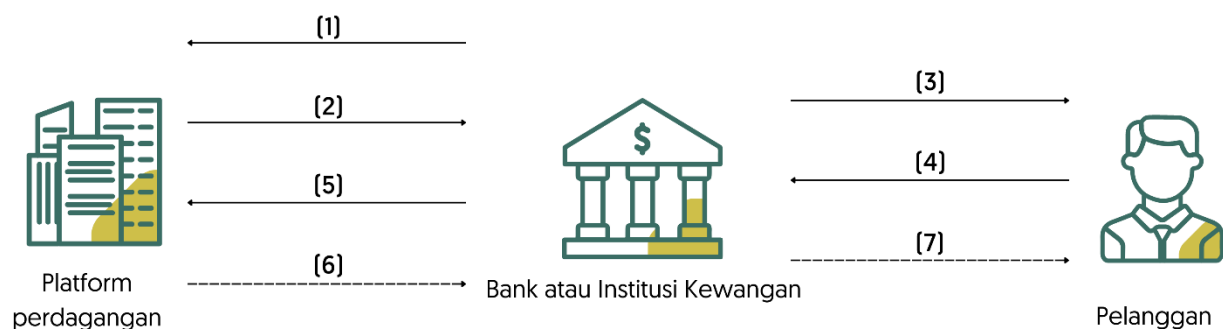 (1)
(2)
(3)
(4)
(5)
(6)
(7)
$
Platform
perdagangan
Bank atau Institusi Kewangan
Pelanggan